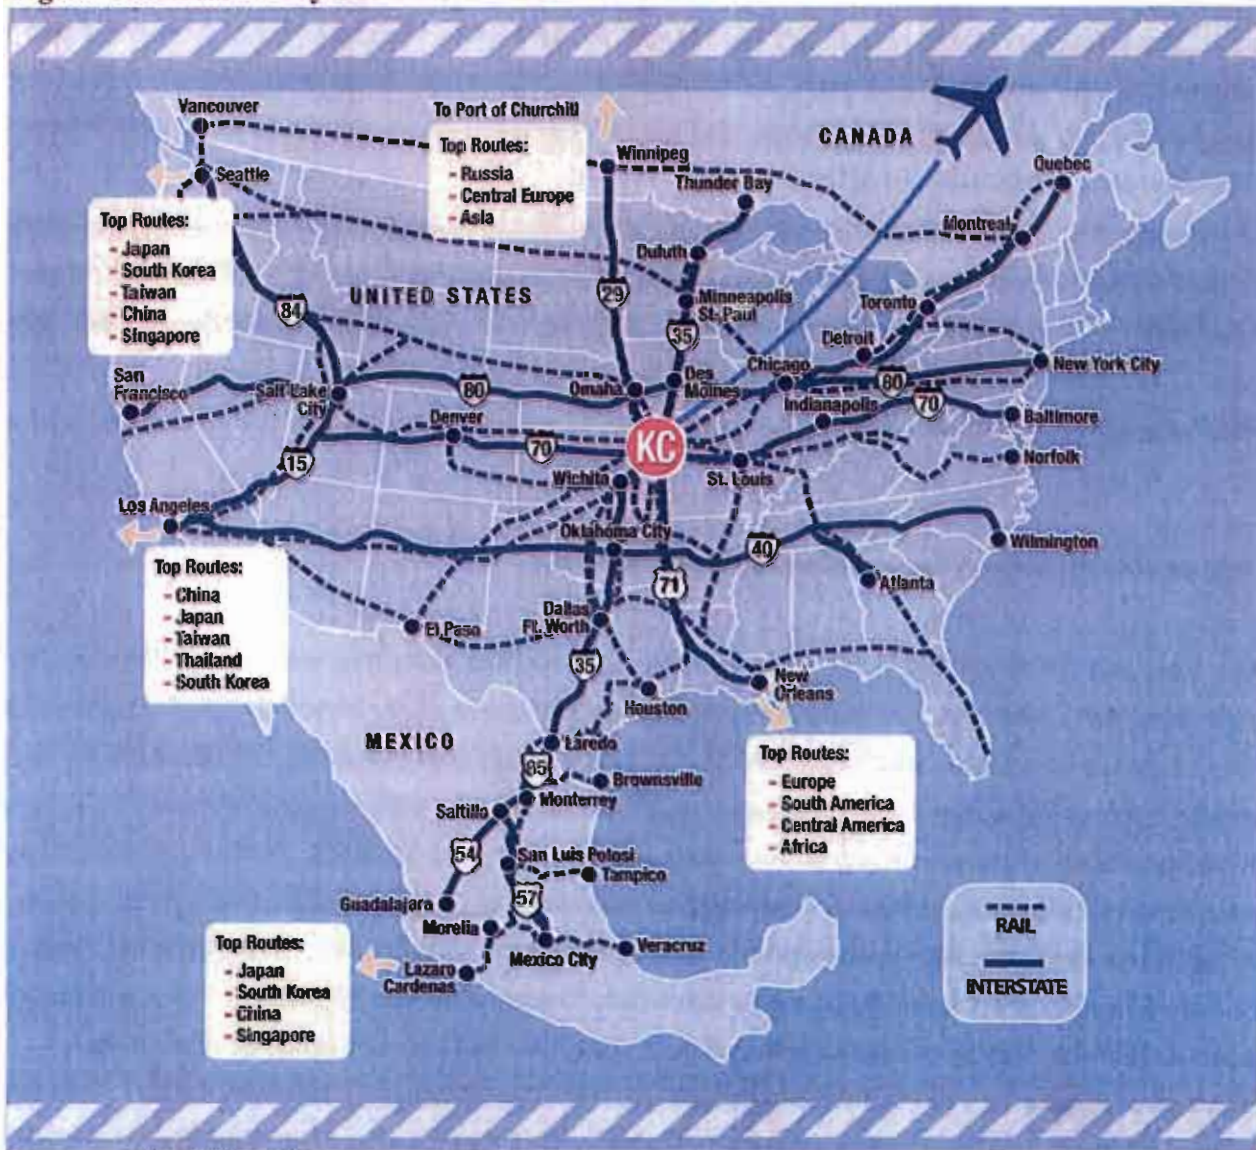 Vancouver
To Port of Churchill
CANADA
Top Routes:
- Russia
- Central Europe
- Asia
Winnipeg
Quebec
Seattle
Thunder Bay
Top Routes:
- Japan
- South Korea
- Taiwan
- China
- Singapore
Montreal
Duluth
UNITED STATES
84
29
Minneapolis
St. Paul
Toronto
35
Detroit
San
Francisco
Salt Lake
City
80
Omaha
Des
Moines
Chicago
80
New York City
Indianapolis
70
Baltimore
Denver
70
KC
15
Wichita
St. Louis
Norfolk
Los Angeles
Oklahoma City
40
Wilmington
Top Routes:
- China
- Japan
- Taiwan
- Thailand
- South Korea
71
Atlanta
El Paso
Dallas
Ft. Worth
35
New
Orleans
Houston
MEXICO
Laredo
Top Routes:
- Europe
- South America
- Central America
- Africa
85
Brownsville
Monterrey
Saltillo
54
San Luis Potosi
Tampico
57
Guadalajara
Morelia
Mexico City
Veracruz
Lazaro
Cardenas
Top Routes:
- Japan
- South Korea
- China
- Singapore
RAIL
INTERSTATE